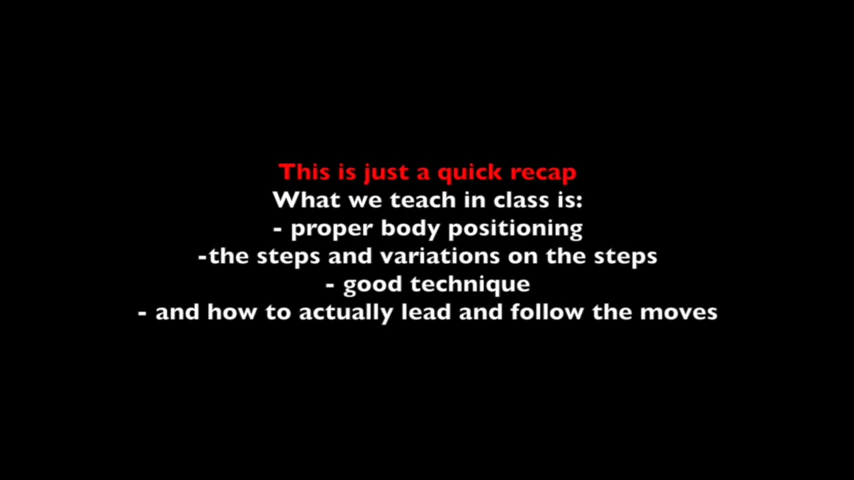 This is just a quick recap
What we teach in class is:
- proper body positioning
-the steps and variations on the steps
- good technique
- and how to actually lead and follow the moves